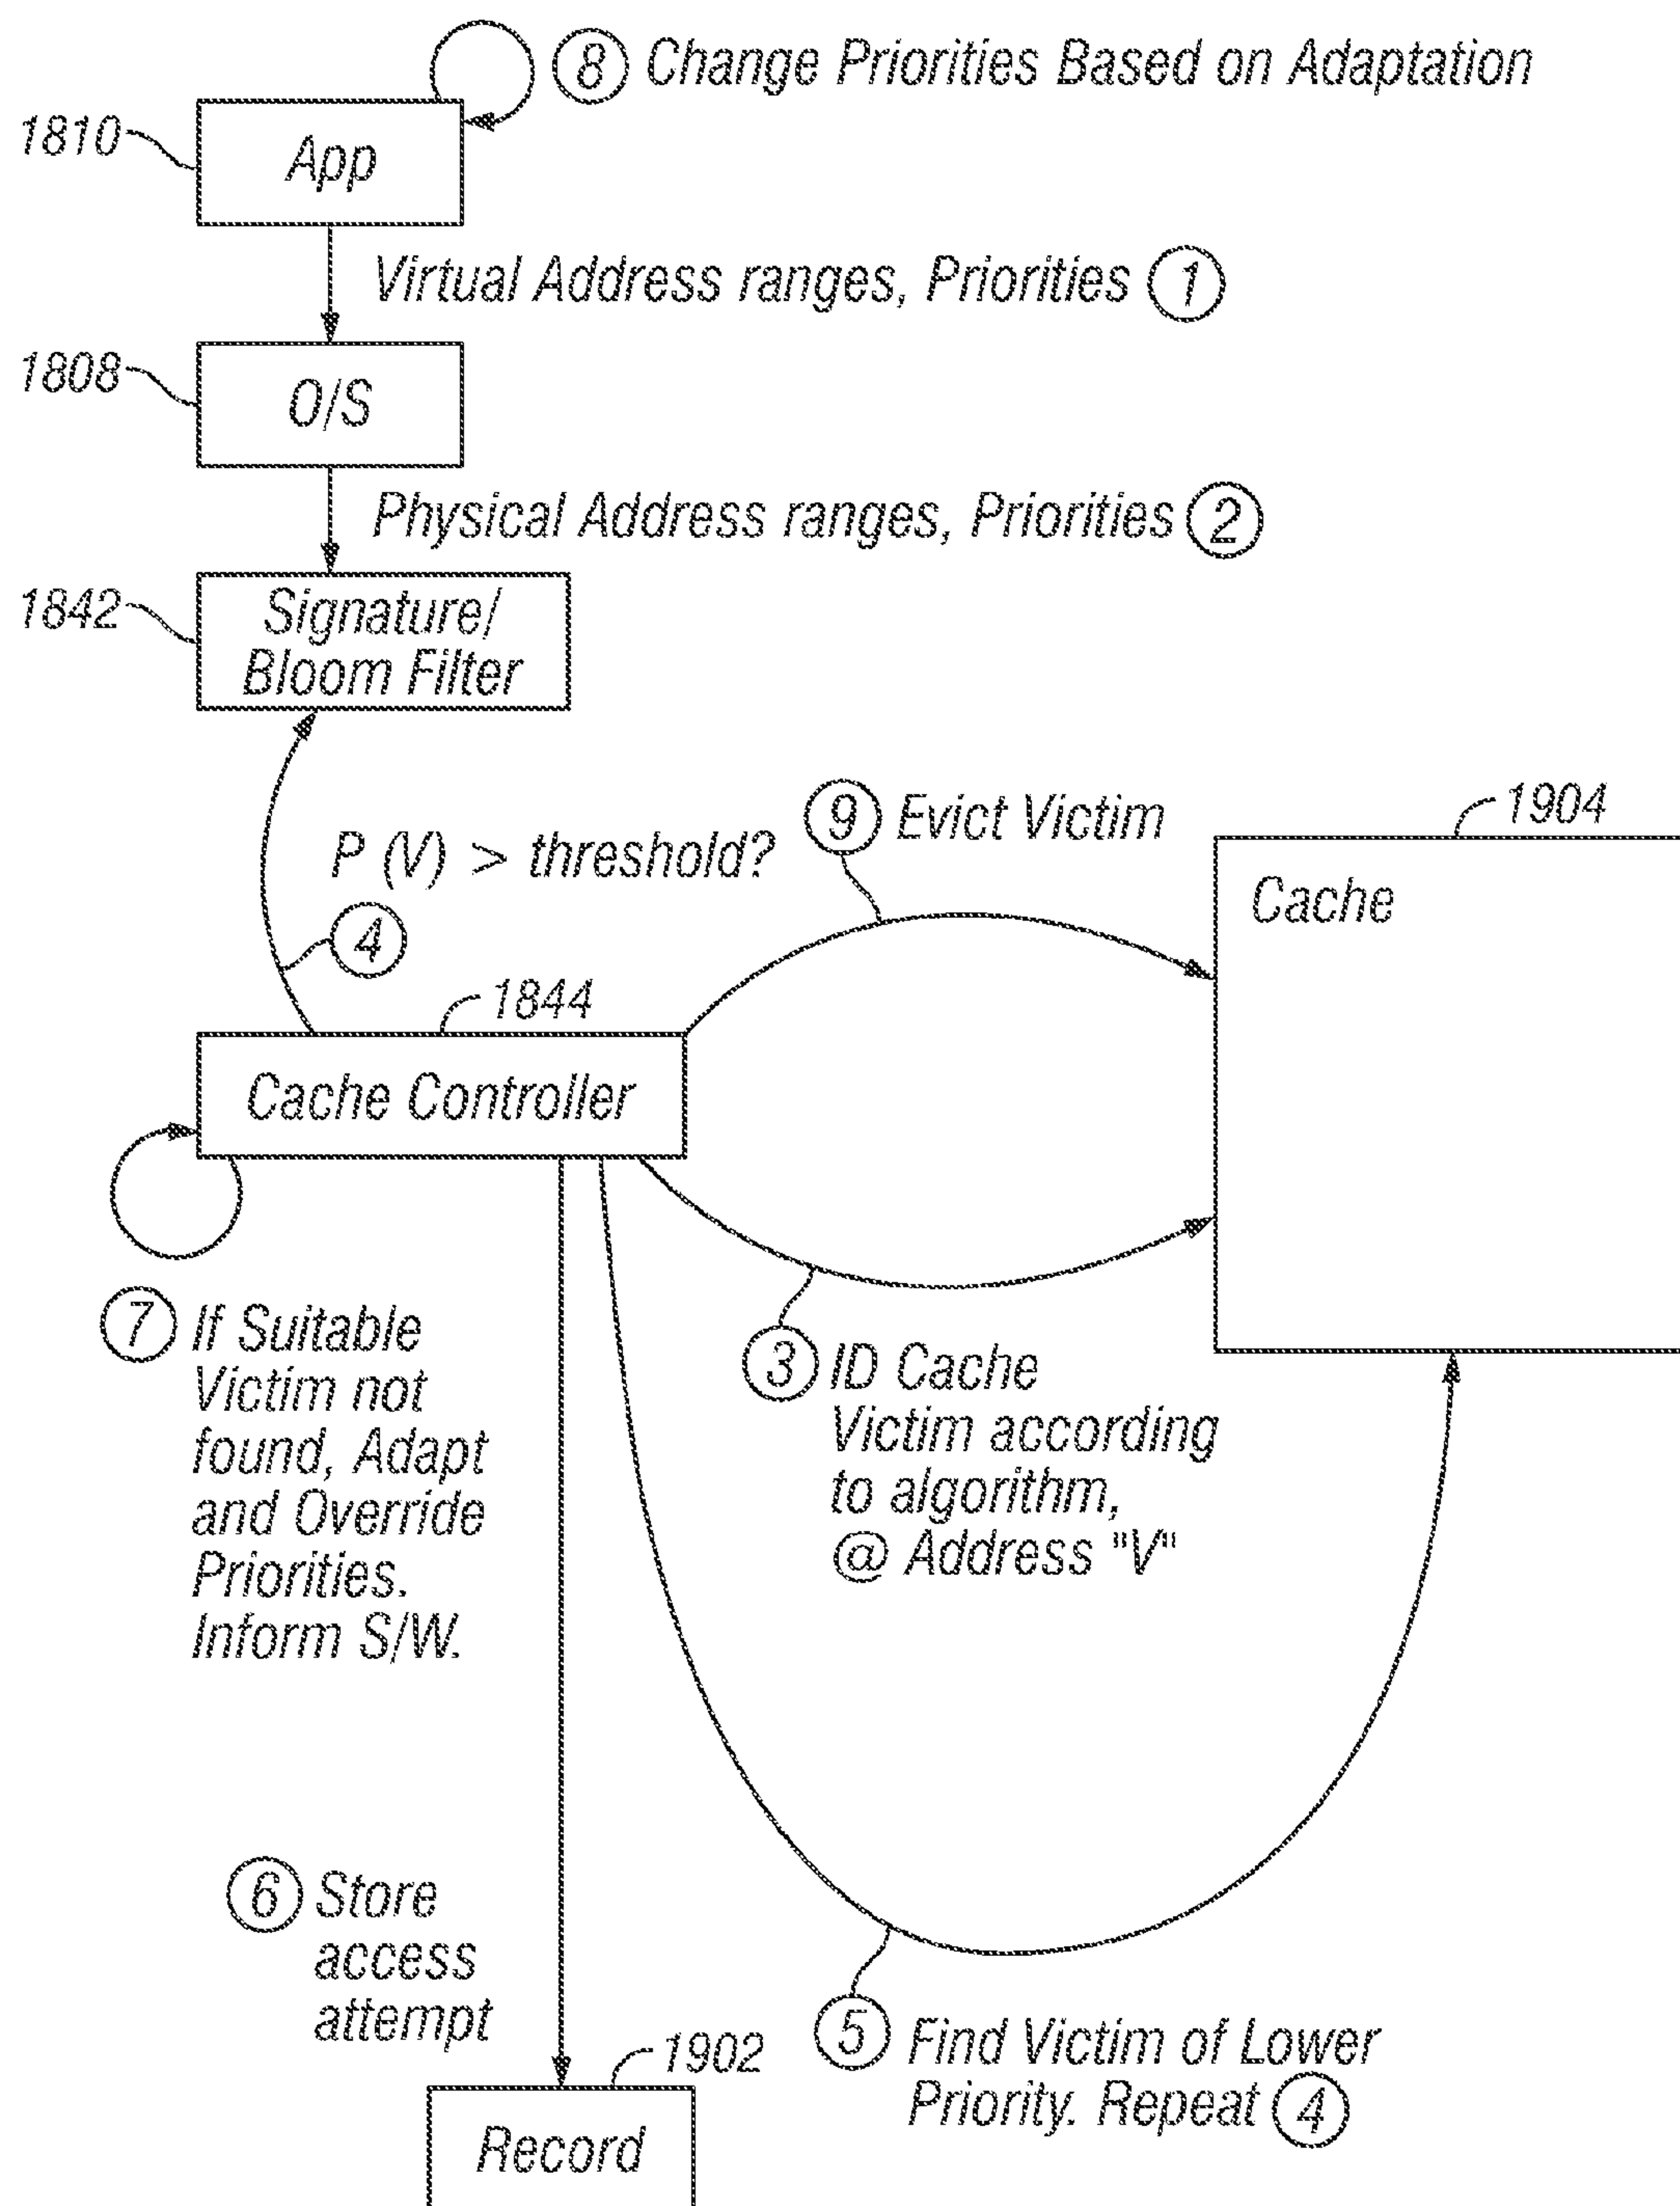 8 Change Priorities Based on Adaptation
1810
App
Virtual Address ranges, Priorities 1
1808
O/S
Physical Address ranges, Priorities 2
1842
Signature/
Bloom Filter
9 Evict Victim
1904
P (V) > threshold?
Cache
4
1844
Cache Controller
7 If Suitable
Victim not
found, Adapt
and Override
Priorities.
Inform S/W.
3 ID Cache
Victim according
to algorithm,
@ Address "V"
6 Store
access
attempt
5 Find Victim of Lower
Priority. Repeat 4
1902
Record